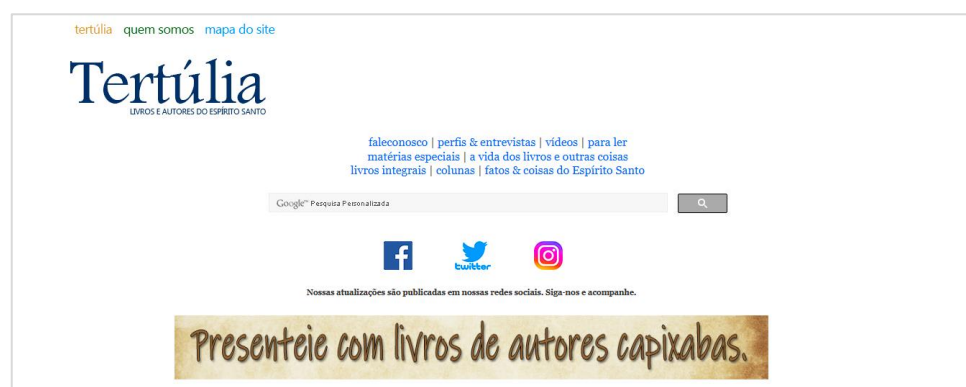 tertúlia quem somos mapa do site
Tertúlia
LIVROS E AUTORES DO ESPÍRITO SANTO
faleconosco | perfis & entrevistas | vídeos | para ler
matérias especiais | a vida dos livros e outras coisas
livros integrais | colunas | fatos & coisas do Espírito Santo
Google™ Pesquisa Personalizada
f twitter
Nossas atualizações são publicadas em nossas redes sociais. Siga-nos e acompanhe.
Presenteie com livros de autores capixabas.